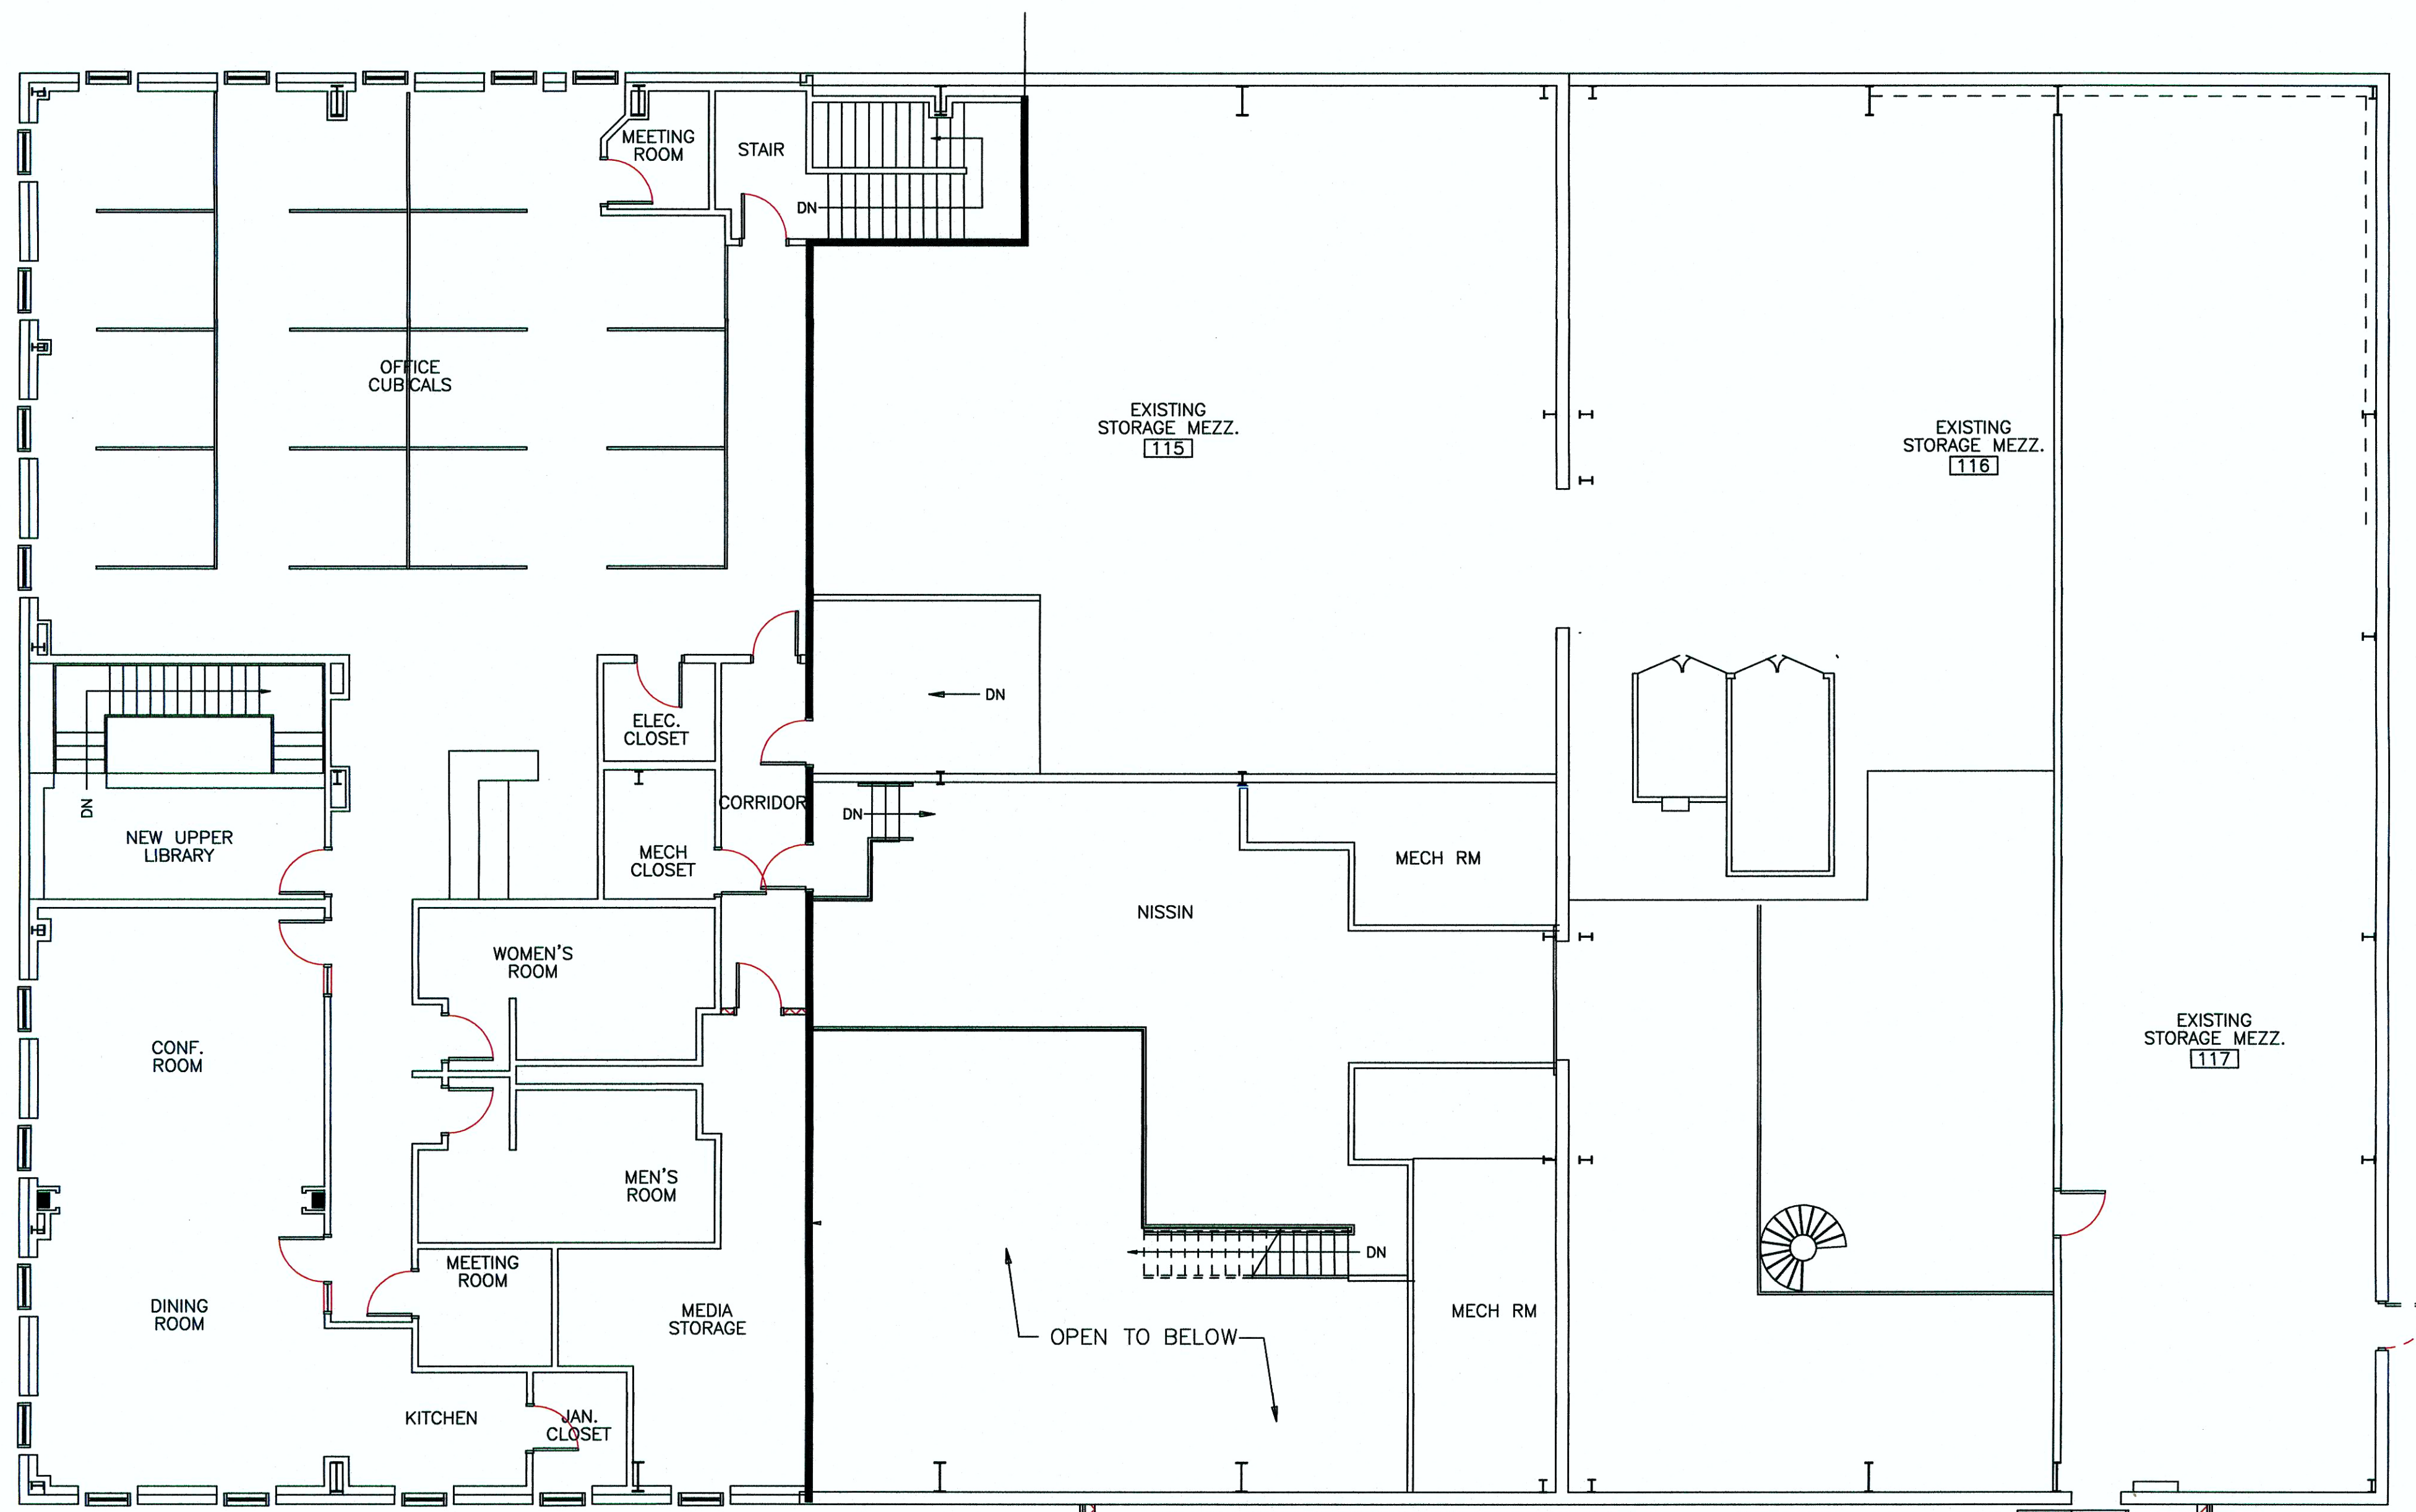 MEETING
ROOM
STAIR
DN
OFFICE
CUBICALS
EXISTING
STORAGE MEZZ.
115
EXISTING
STORAGE MEZZ.
116
DN
ELEC.
CLOSET
DN
CORRIDOR
DN
NEW UPPER
LIBRARY
MECH
CLOSET
MECH RM
NISSIN
WOMEN'S
ROOM
CONF.
ROOM
EXISTING
STORAGE MEZZ.
117
MEN'S
ROOM
DN
MEETING
ROOM
DINING
ROOM
MEDIA
STORAGE
MECH RM
OPEN TO BELOW
KITCHEN
JAN.
CLOSET